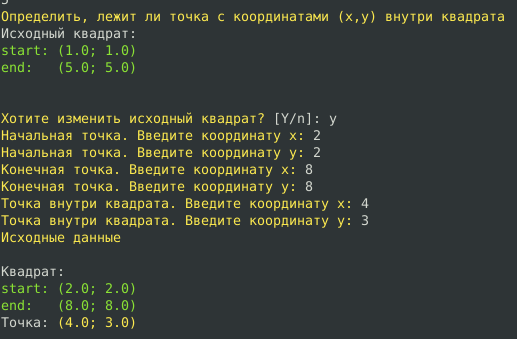 Определить, лежит ли точка с координатами (x,y) внутри квадрата
Исходный квадрат:
start: (1.0; 1.0)
end:   (5.0; 5.0)
Хотите изменить исходный квадрат? [Y/n]: y
Начальная точка. Введите координату x: 2
Начальная точка. Введите координату y: 2
Конечная точка. Введите координату x: 8
Конечная точка. Введите координату y: 8
Точка внутри квадрата. Введите координату x: 4
Точка внутри квадрата. Введите координату y: 3
Исходные данные
Квадрат:
start: (2.0; 2.0)
end:   (8.0; 8.0)
Точка: (4.0; 3.0)